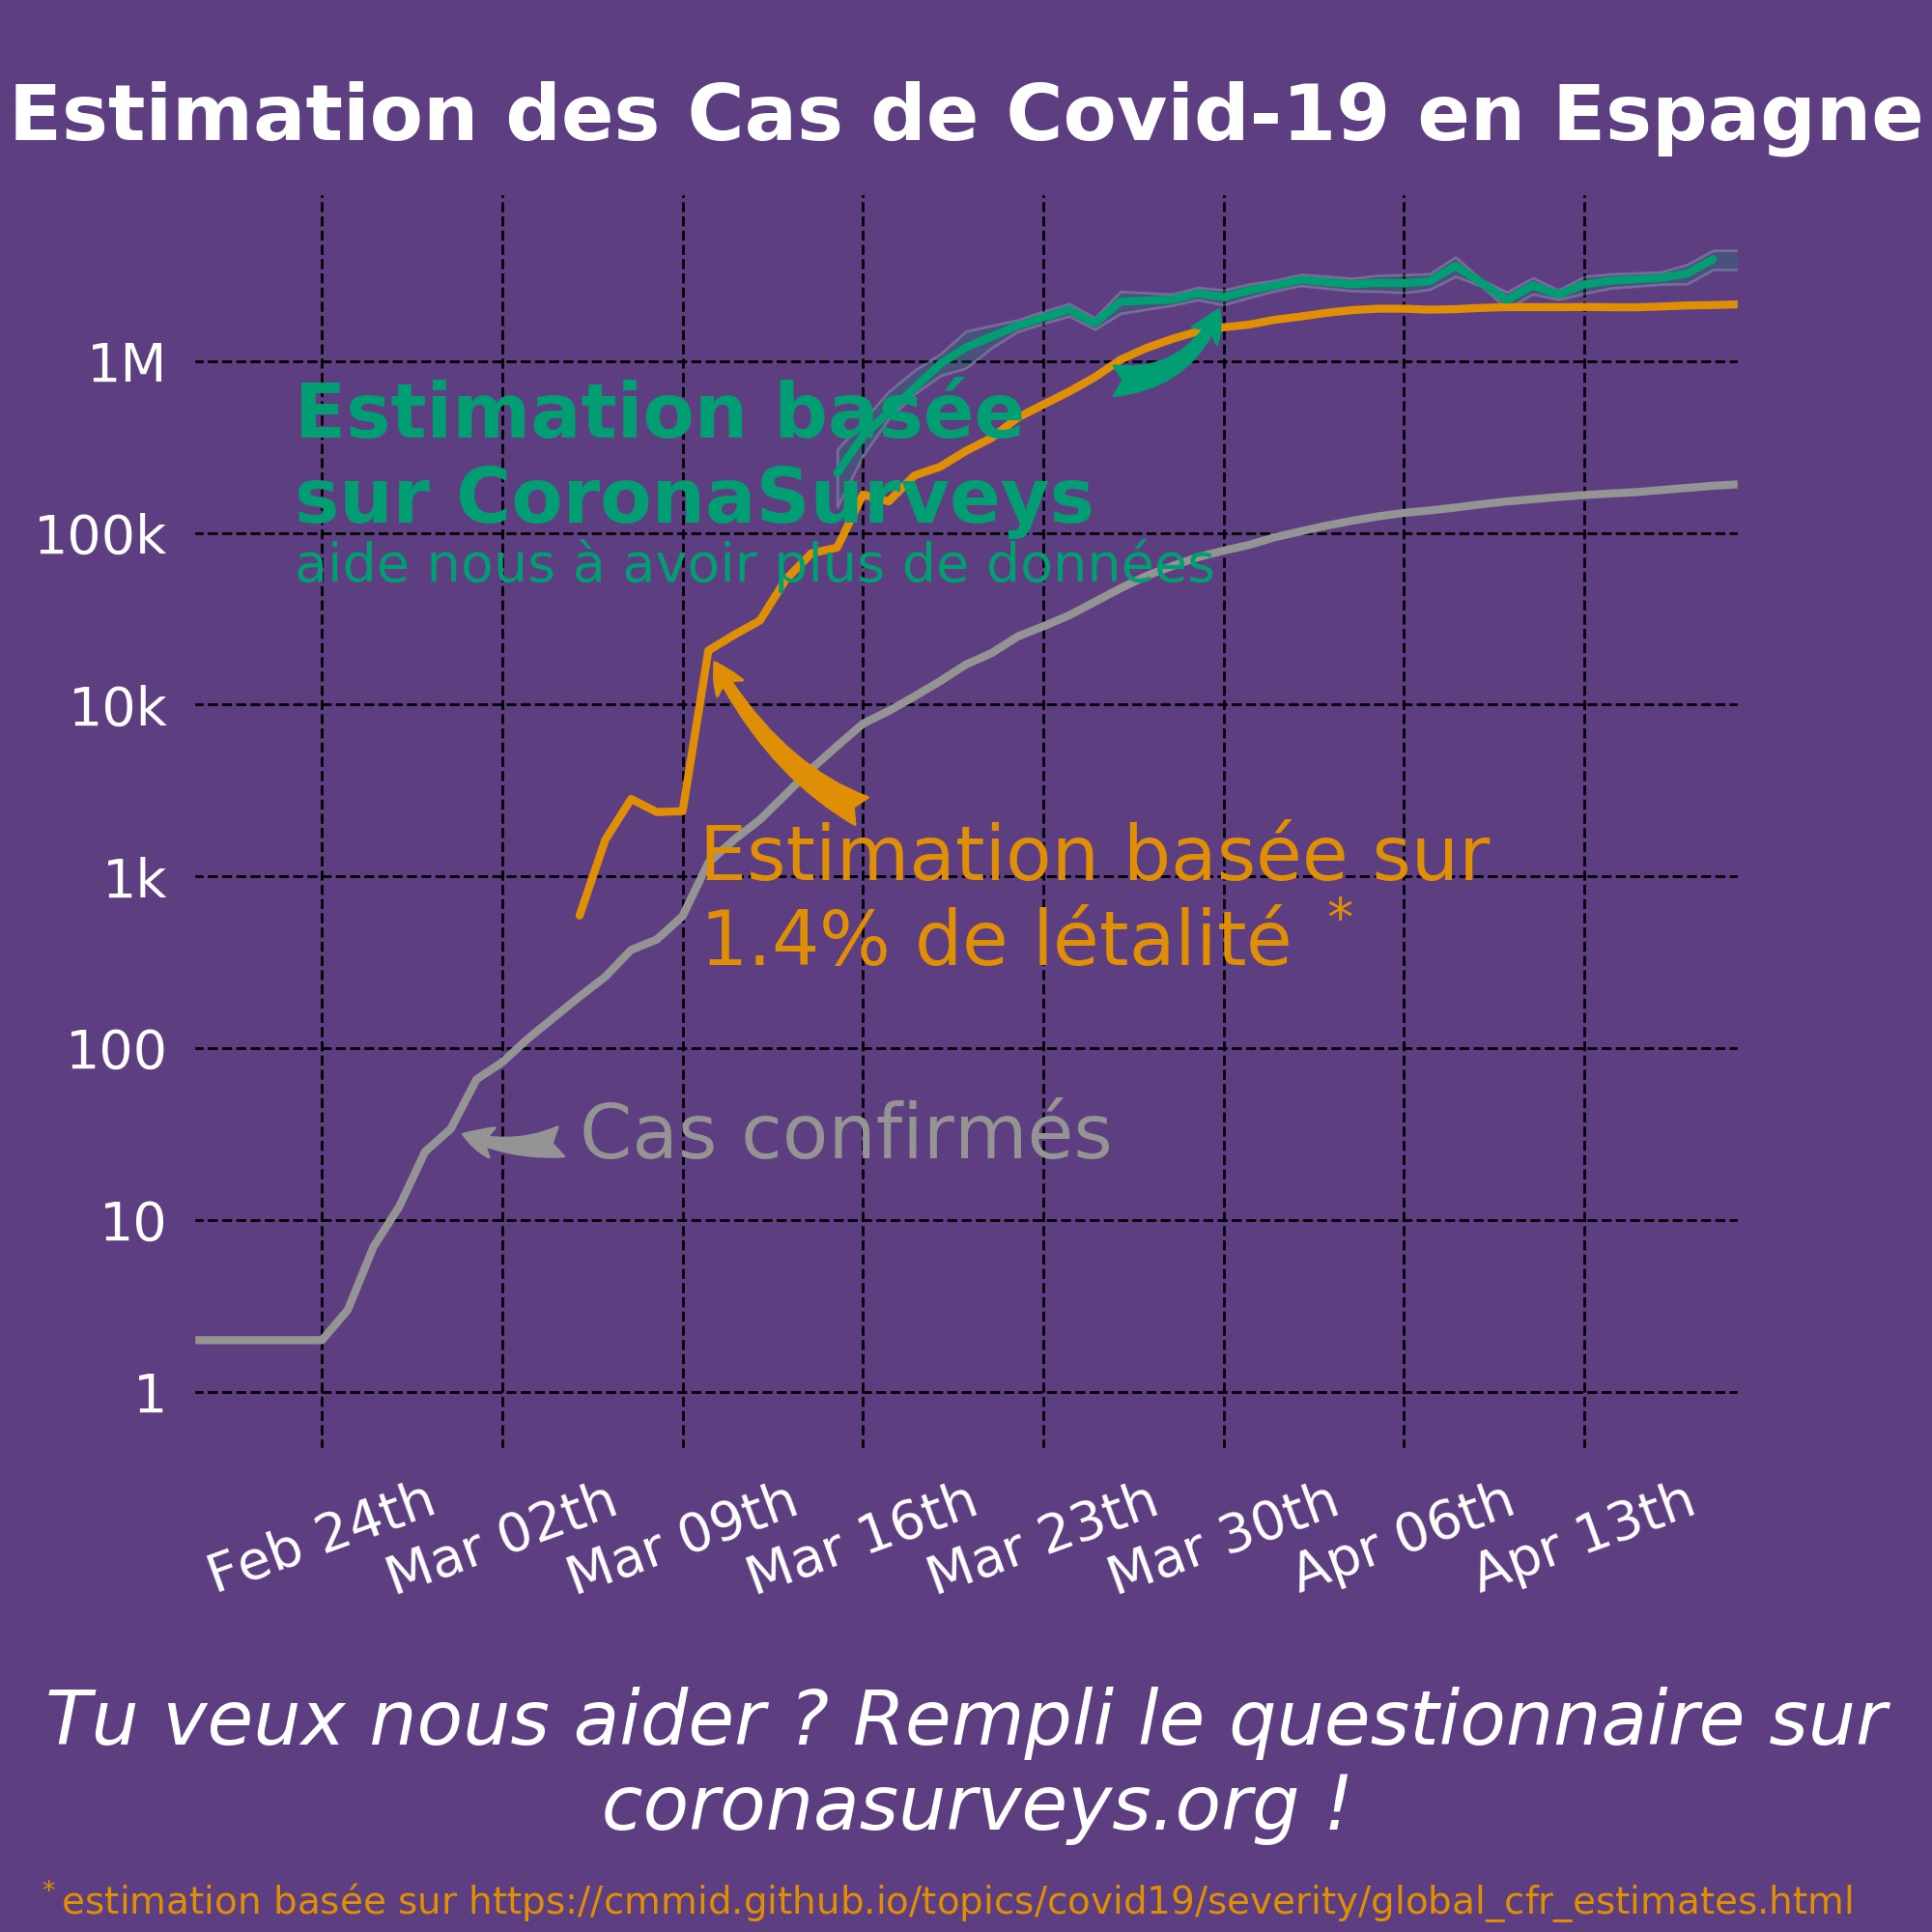 Estimation des Cas de Covid-19 en Espagne
1M
Estimation basée
sur CoronaSurveys
100k
aide nous à avoir plus de données
10k
Estimation basée sur
1k
1.4% de létalité *
100
Cas confirmés
10
1
Feb 24th
Mar 02th
Mar 09th
Mar 16th
Mar 23th
Mar 30th
Apr 06th
Apr 13th
Tu veux nous aider ? Rempli le questionnaire sur
coronasurveys.org !
* estimation basée sur https://cmmid.github.io/topics/covid19/severity/global_cfr_estimates.html